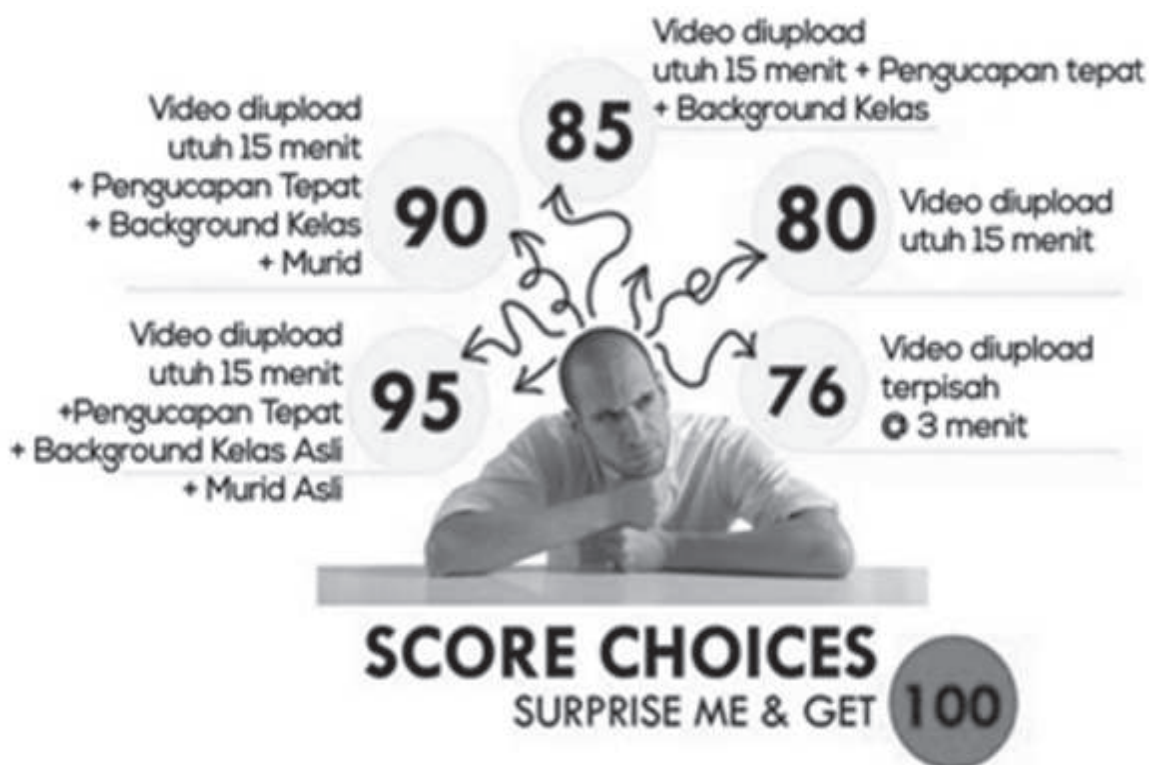 Video diupload
utuh 15 menit + Pengucapan tepat
+ Background Kelas
85
Video diupload
utuh 15 menit
+ Pengucapan Tepat
+ Background Kelas
+ Murid
90
80
Video diupload
utuh 15 menit
Video diupload
utuh 15 menit
+Pengucapan Tepat
+ Background Kelas Asli
+ Murid Asli
95
76
Video diupload
terpisah
@ 3 menit
SCORE CHOICES
SURPRISE ME & GET 100